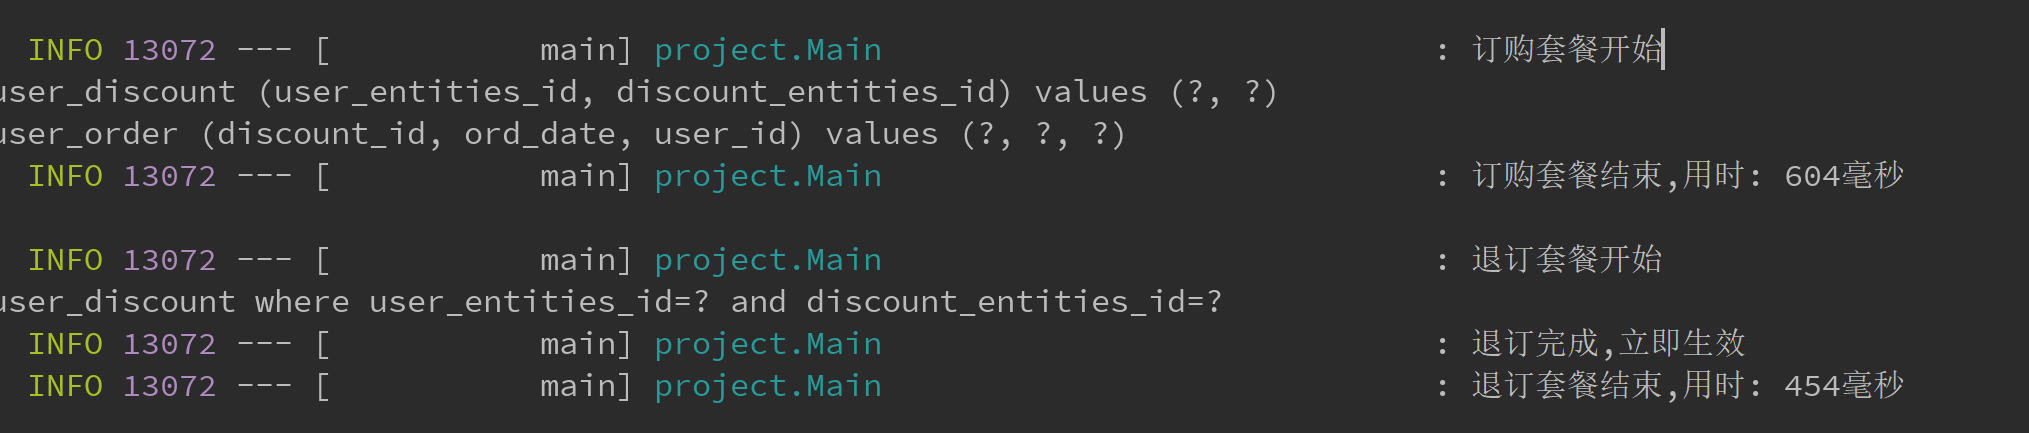 INFO 13072 --- [           main] project.Main                             : 订购套餐开始
user_discount (user_entities_id, discount_entities_id) values (?, ?)
user_order (discount_id, ord_date, user_id) values (?, ?, ?)
INFO 13072 --- [           main] project.Main                             : 订购套餐结束,用时: 604毫秒
INFO 13072 --- [           main] project.Main                             : 退订套餐开始
user_discount where user_entities_id=? and discount_entities_id=?
INFO 13072 --- [           main] project.Main                             : 退订完成,立即生效
INFO 13072 --- [           main] project.Main                             : 退订套餐结束,用时: 454毫秒